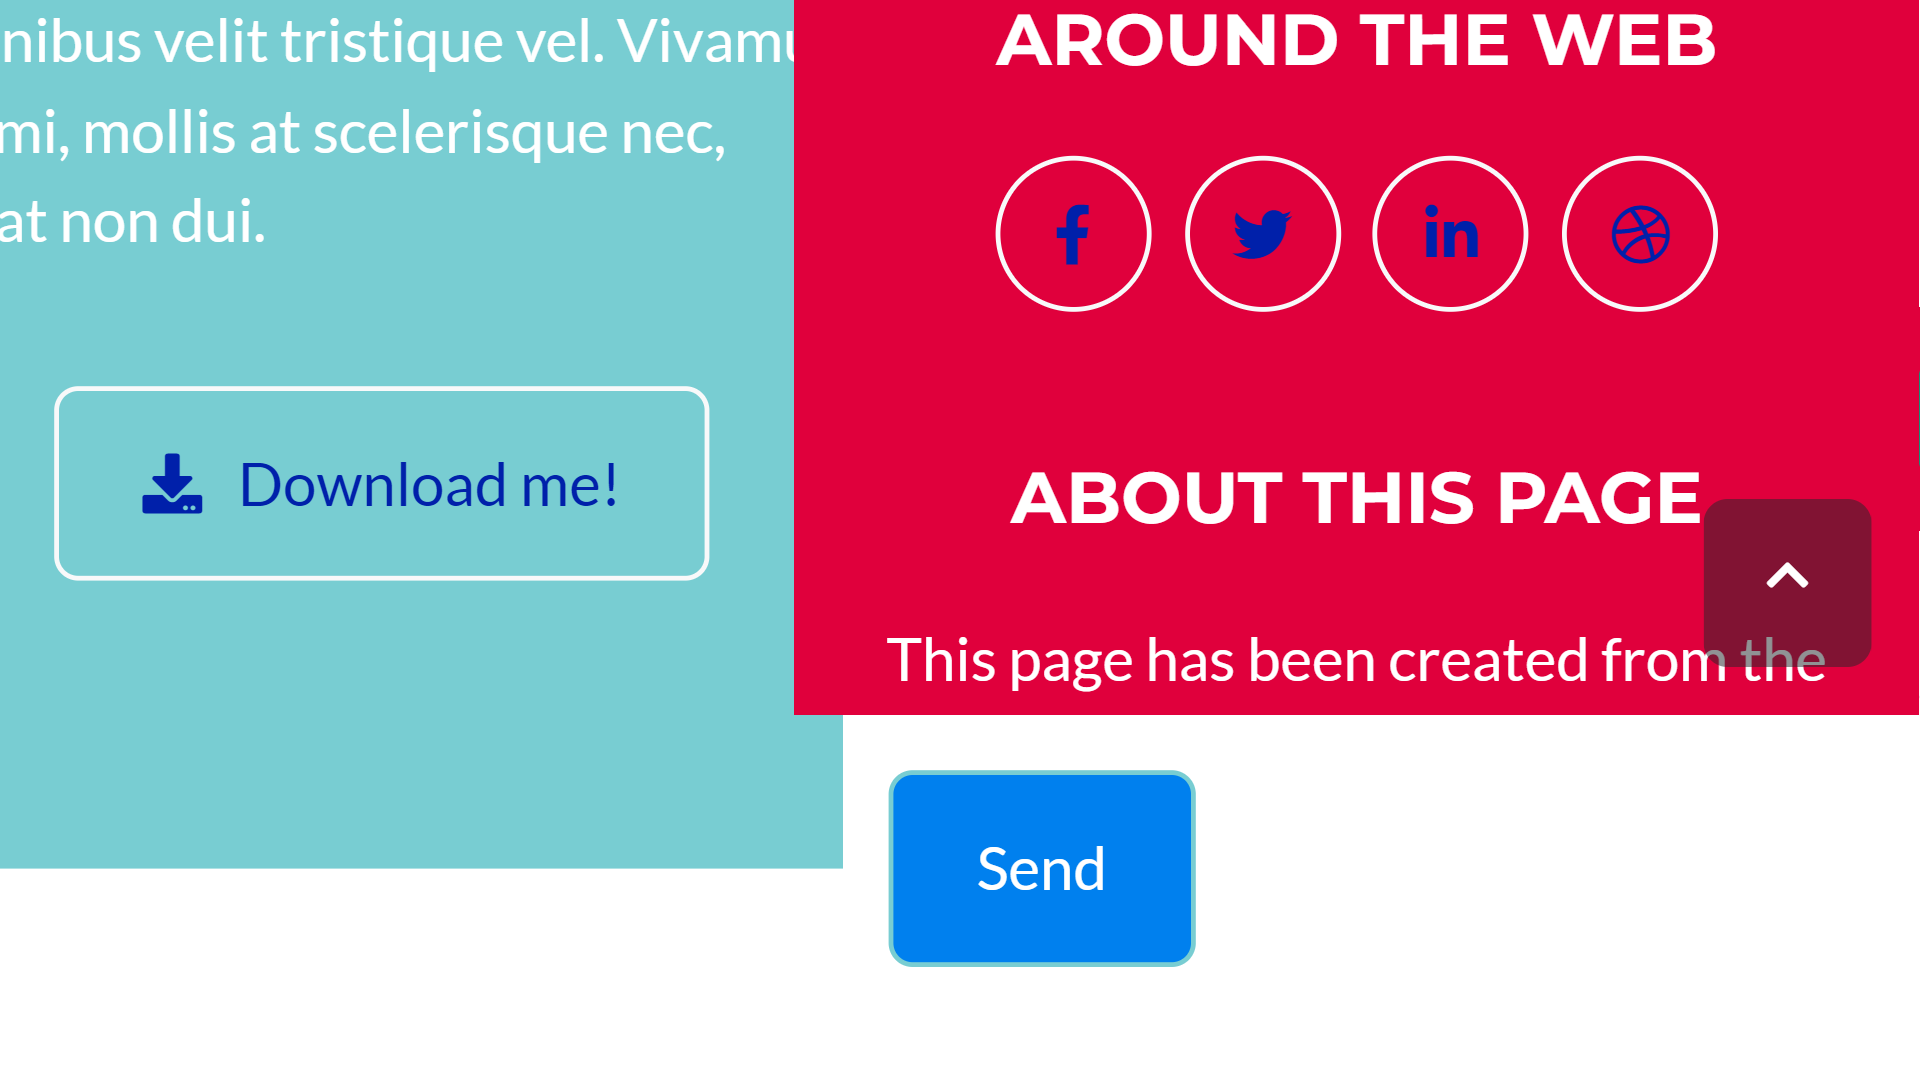 nibus velit tristique vel.
mi, mollis at scelerisque nec,
at non dui.
Download me!
AROUND THE WEB
f
in
ABOUT THIS PAGE
This page has been created from the
Send